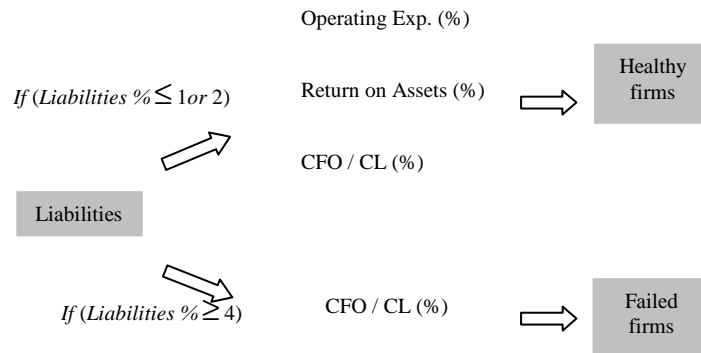 Operating Exp. (%)
Healthy
firms
If (Liabilities % ≤ 1or 2)
Return on Assets (%)
CFO / CL (%)
Liabilities
If (Liabilities % ≥ 4)
CFO / CL (%)
Failed
firms